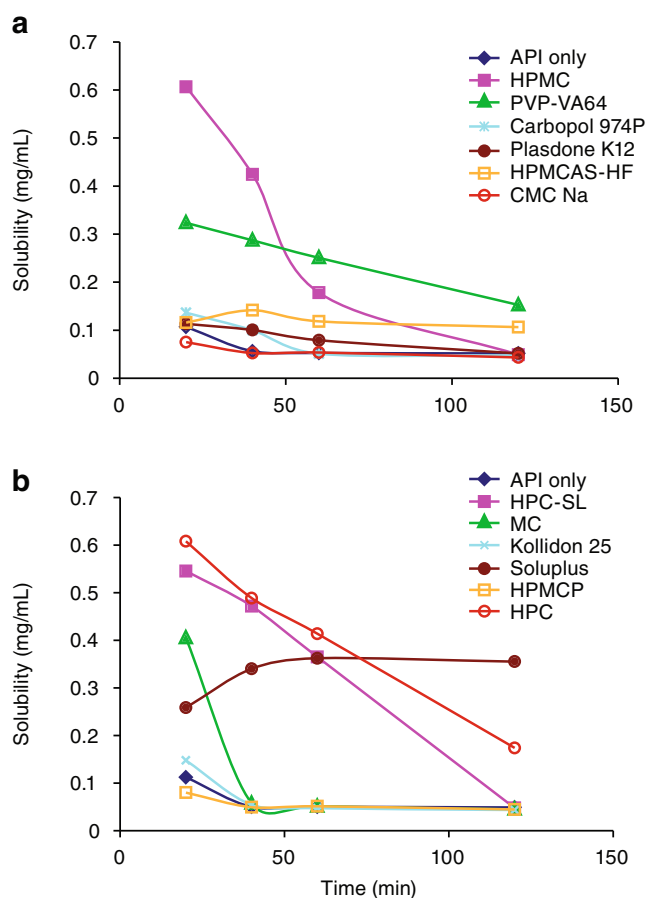 a
0.7
0.6
0.5
0.4
0.3
0.2
0.1
0
Solubility (mg/mL)
API only
HPMC
PVP-VA64
Carbopol 974P
Plasdone K12
HPMCAS-HF
CMC Na
0
50
100
150
b
0.7
0.6
0.5
0.4
0.3
0.2
0.1
0
Solubility (mg/mL)
API only
HPC-SL
MC
Kollidon 25
Soluplus
HPMCP
HPC
0
50
100
150
Time (min)